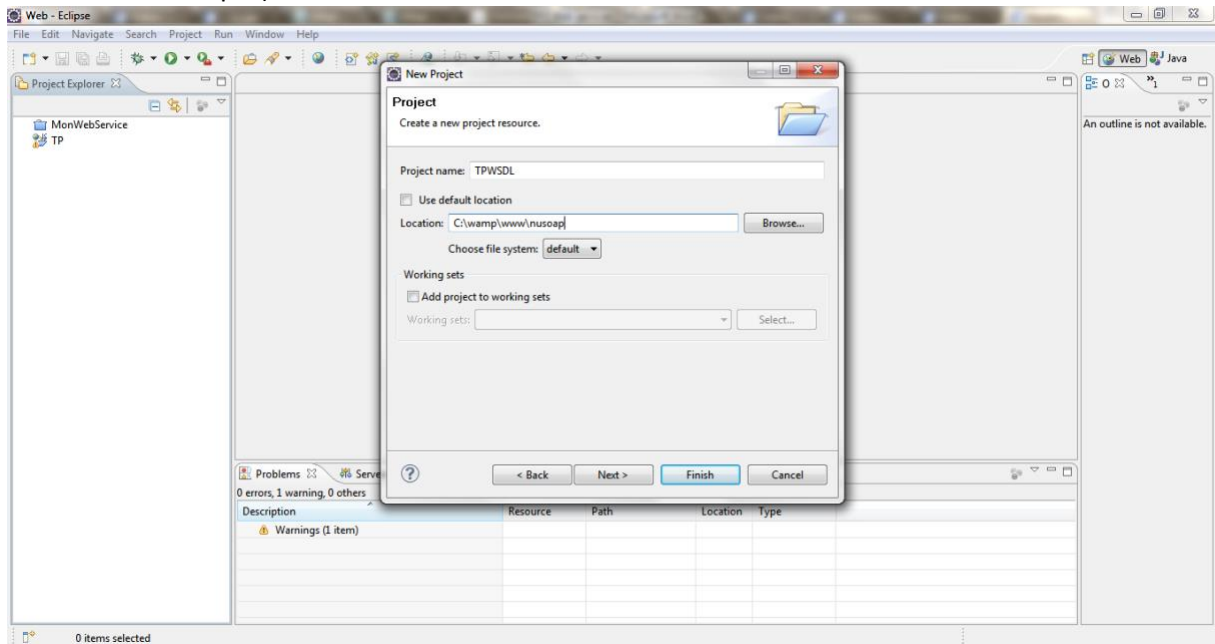 Web - Eclipse
File Edit Navigate Search Project Run Window Help
Web Java
Project Explorer
MonWebService
TP
New Project
Project
Create a new project resource.
Project name: TPWSDL
Use default location
Location: C:\wamp\www\nusoap Browse...
Choose file system: default
Working sets
Add project to working sets
Working sets: Select...
? < Back Next > Finish Cancel
O »1
An outline is not available.
Problems Serve
0 errors, 1 warning, 0 others
Description Resource Path Location Type
Warnings (1 item)
0 items selected